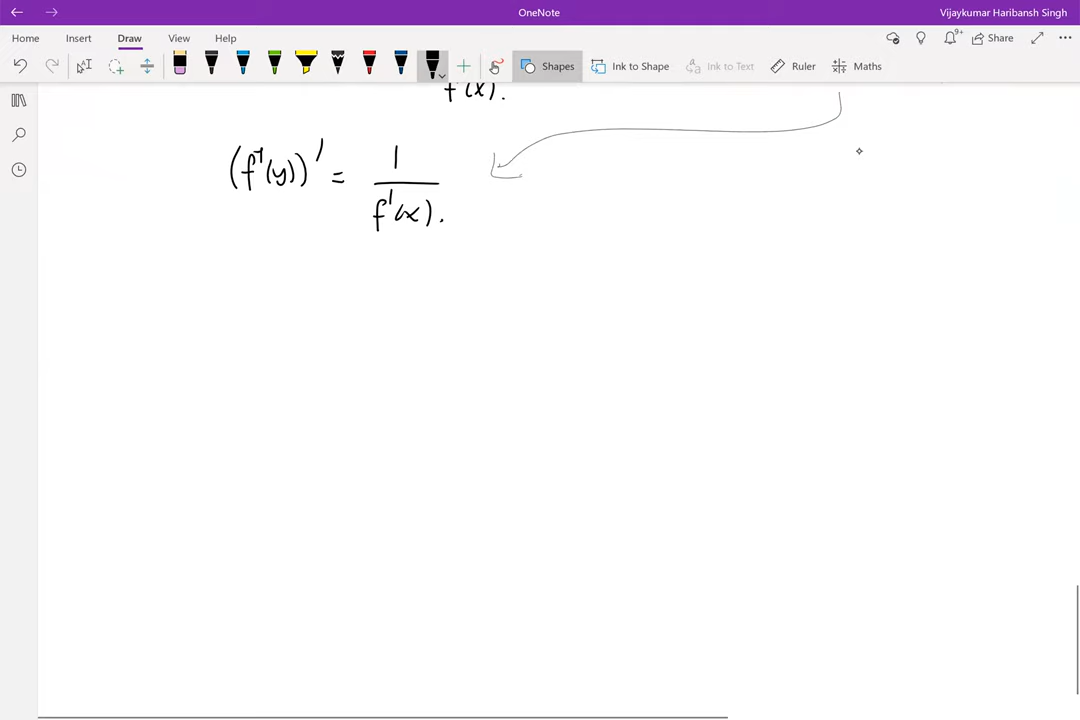 OneNote
Vijaykumar Haribansh Singh
Home Insert Draw View Help
9+ Share
Shapes Ink to Shape Ink to Text Ruler Maths
f'(x).
(f⁻¹(y))' = 1 / f'(x).